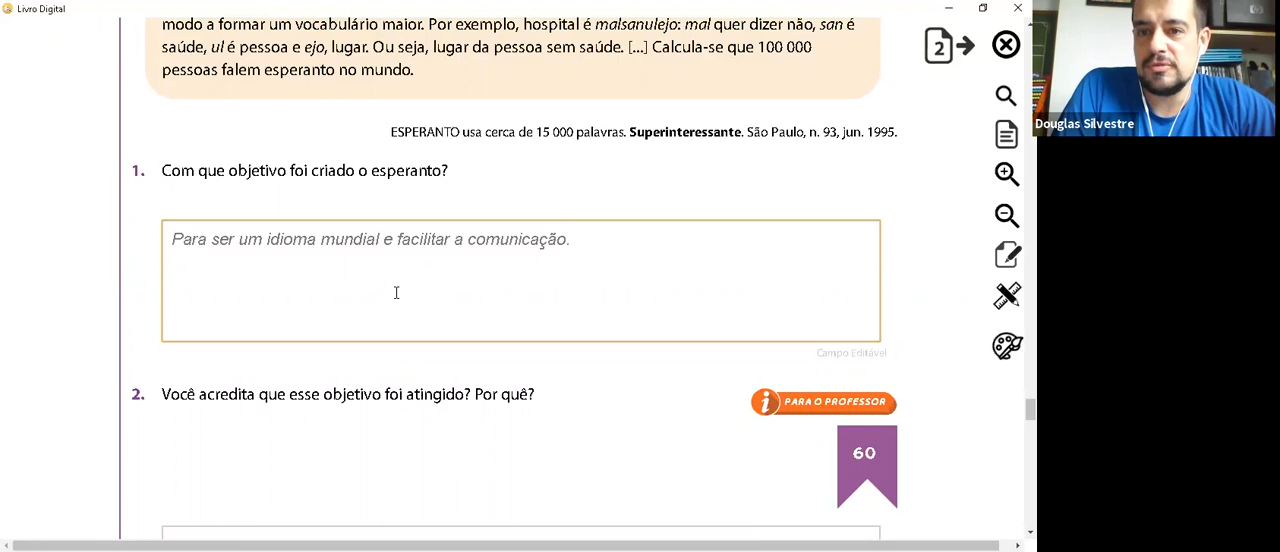 Livro Digital
modo a formar um vocabulário maior. Por exemplo, hospital é malsanulejo: mal quer dizer não, san é
saúde, ul é pessoa e ejo, lugar. Ou seja, lugar da pessoa sem saúde. [...] Calcula-se que 100 000
pessoas falem esperanto no mundo.
ESPERANTO usa cerca de 15 000 palavras. Superinteressante. São Paulo, n. 93, jun. 1995.
1. Com que objetivo foi criado o esperanto?
Para ser um idioma mundial e facilitar a comunicação.
Campo Editável
2. Você acredita que esse objetivo foi atingido? Por quê?
i PARA O PROFESSOR
60
2
Douglas Silvestre